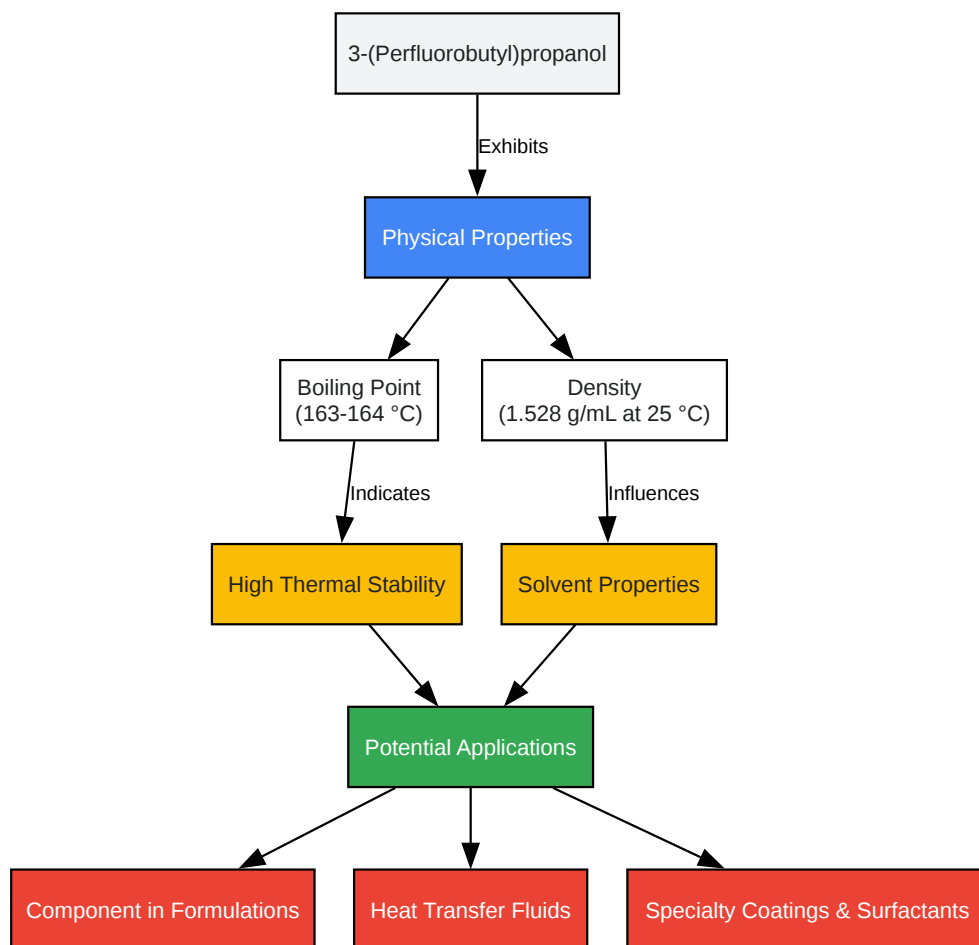 3-(Perfluorobutyl)propanol
Exhibits
Physical Properties
Boiling Point
(163-164 °C)
Density
(1.528 g/mL at 25 °C)
Indicates
Influences
High Thermal Stability
Solvent Properties
Potential Applications
Component in Formulations
Heat Transfer Fluids
Specialty Coatings & Surfactants